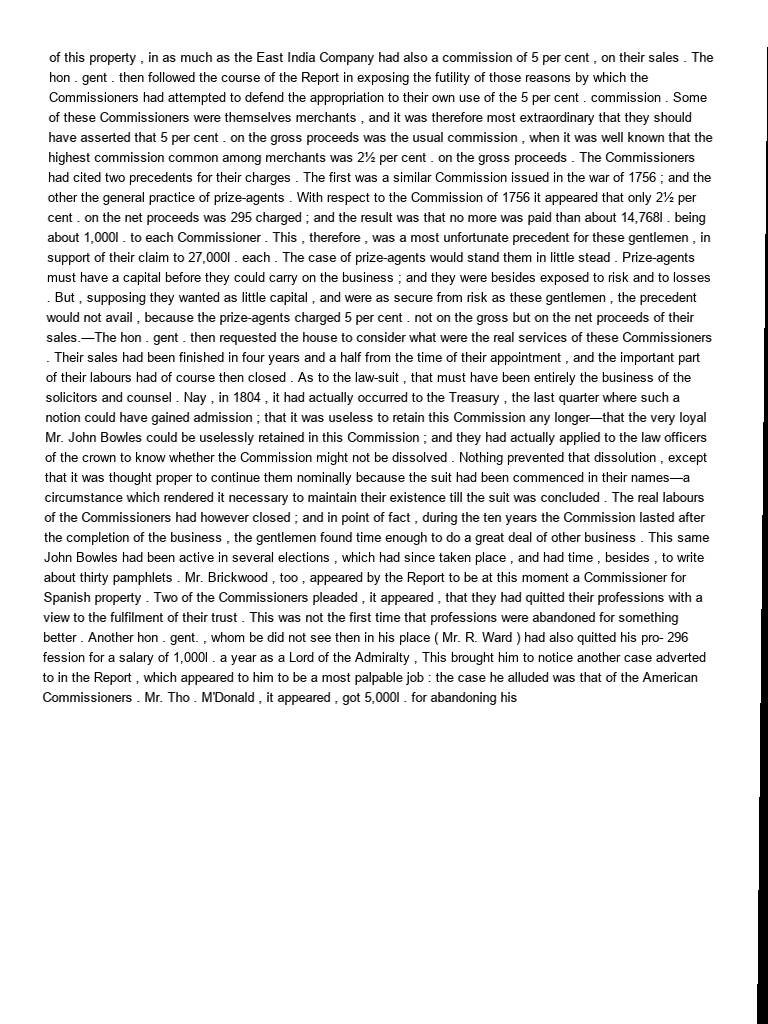 of this property , in as much as the East India Company had also a commission of 5 per cent , on their sales . The
hon . gent . then followed the course of the Report in exposing the futility of those reasons by which the
Commissioners had attempted to defend the appropriation to their own use of the 5 per cent . commission . Some
of these Commissioners were themselves merchants , and it was therefore most extraordinary that they should
have asserted that 5 per cent . on the gross proceeds was the usual commission , when it was well known that the
highest commission common among merchants was 2½ per cent . on the gross proceeds . The Commissioners
had cited two precedents for their charges . The first was a similar Commission issued in the war of 1756 ; and the
other the general practice of prize-agents . With respect to the Commission of 1756 it appeared that only 2½ per
cent . on the net proceeds was 295 charged ; and the result was that no more was paid than about 14,768l . being
about 1,000l . to each Commissioner . This , therefore , was a most unfortunate precedent for these gentlemen , in
support of their claim to 27,000l . each . The case of prize-agents would stand them in little stead . Prize-agents
must have a capital before they could carry on the business ; and they were besides exposed to risk and to losses
. But , supposing they wanted as little capital , and were as secure from risk as these gentlemen , the precedent
would not avail , because the prize-agents charged 5 per cent . not on the gross but on the net proceeds of their
sales.—The hon . gent . then requested the house to consider what were the real services of these Commissioners
. Their sales had been finished in four years and a half from the time of their appointment , and the important part
of their labours had of course then closed . As to the law-suit , that must have been entirely the business of the
solicitors and counsel . Nay , in 1804 , it had actually occurred to the Treasury , the last quarter where such a
notion could have gained admission ; that it was useless to retain this Commission any longer—that the very loyal
Mr. John Bowles could be uselessly retained in this Commission ; and they had actually applied to the law officers
of the crown to know whether the Commission might not be dissolved . Nothing prevented that dissolution , except
that it was thought proper to continue them nominally because the suit had been commenced in their names—a
circumstance which rendered it necessary to maintain their existence till the suit was concluded . The real labours
of the Commissioners had however closed ; and in point of fact , during the ten years the Commission lasted after
the completion of the business , the gentlemen found time enough to do a great deal of other business . This same
John Bowles had been active in several elections , which had since taken place , and had time , besides , to write
about thirty pamphlets . Mr. Brickwood , too , appeared by the Report to be at this moment a Commissioner for
Spanish property . Two of the Commissioners pleaded , it appeared , that they had quitted their professions with a
view to the fulfilment of their trust . This was not the first time that professions were abandoned for something
better . Another hon . gent. , whom be did not see then in his place ( Mr. R. Ward ) had also quitted his pro- 296
fession for a salary of 1,000l . a year as a Lord of the Admiralty , This brought him to notice another case adverted
to in the Report , which appeared to him to be a most palpable job : the case he alluded was that of the American
Commissioners . Mr. Tho . M'Donald , it appeared , got 5,000l . for abandoning his